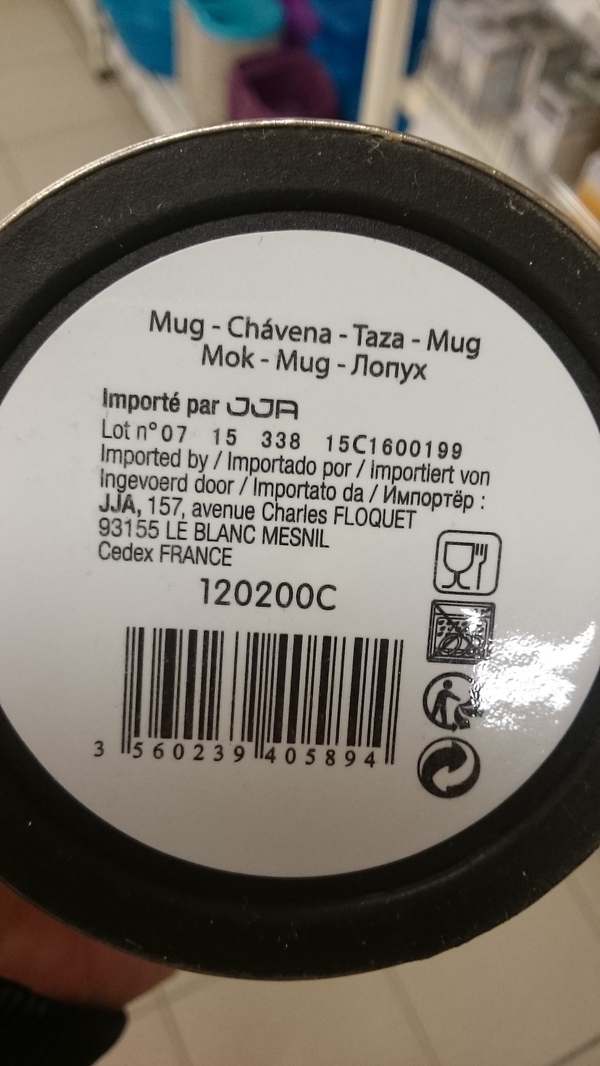 Mug - Chávena - Taza - Mug
Mok - Mug - Лопух
Importé par JJA
Lot n° 07 15 338 15C1600199
Imported by / Importado por / Importiert von
Ingevoerd door / Importato da / Импортёр :
JJA, 157, avenue Charles FLOQUET
93155 LE BLANC MESNIL
Cedex FRANCE
120200C
3 560239 405894